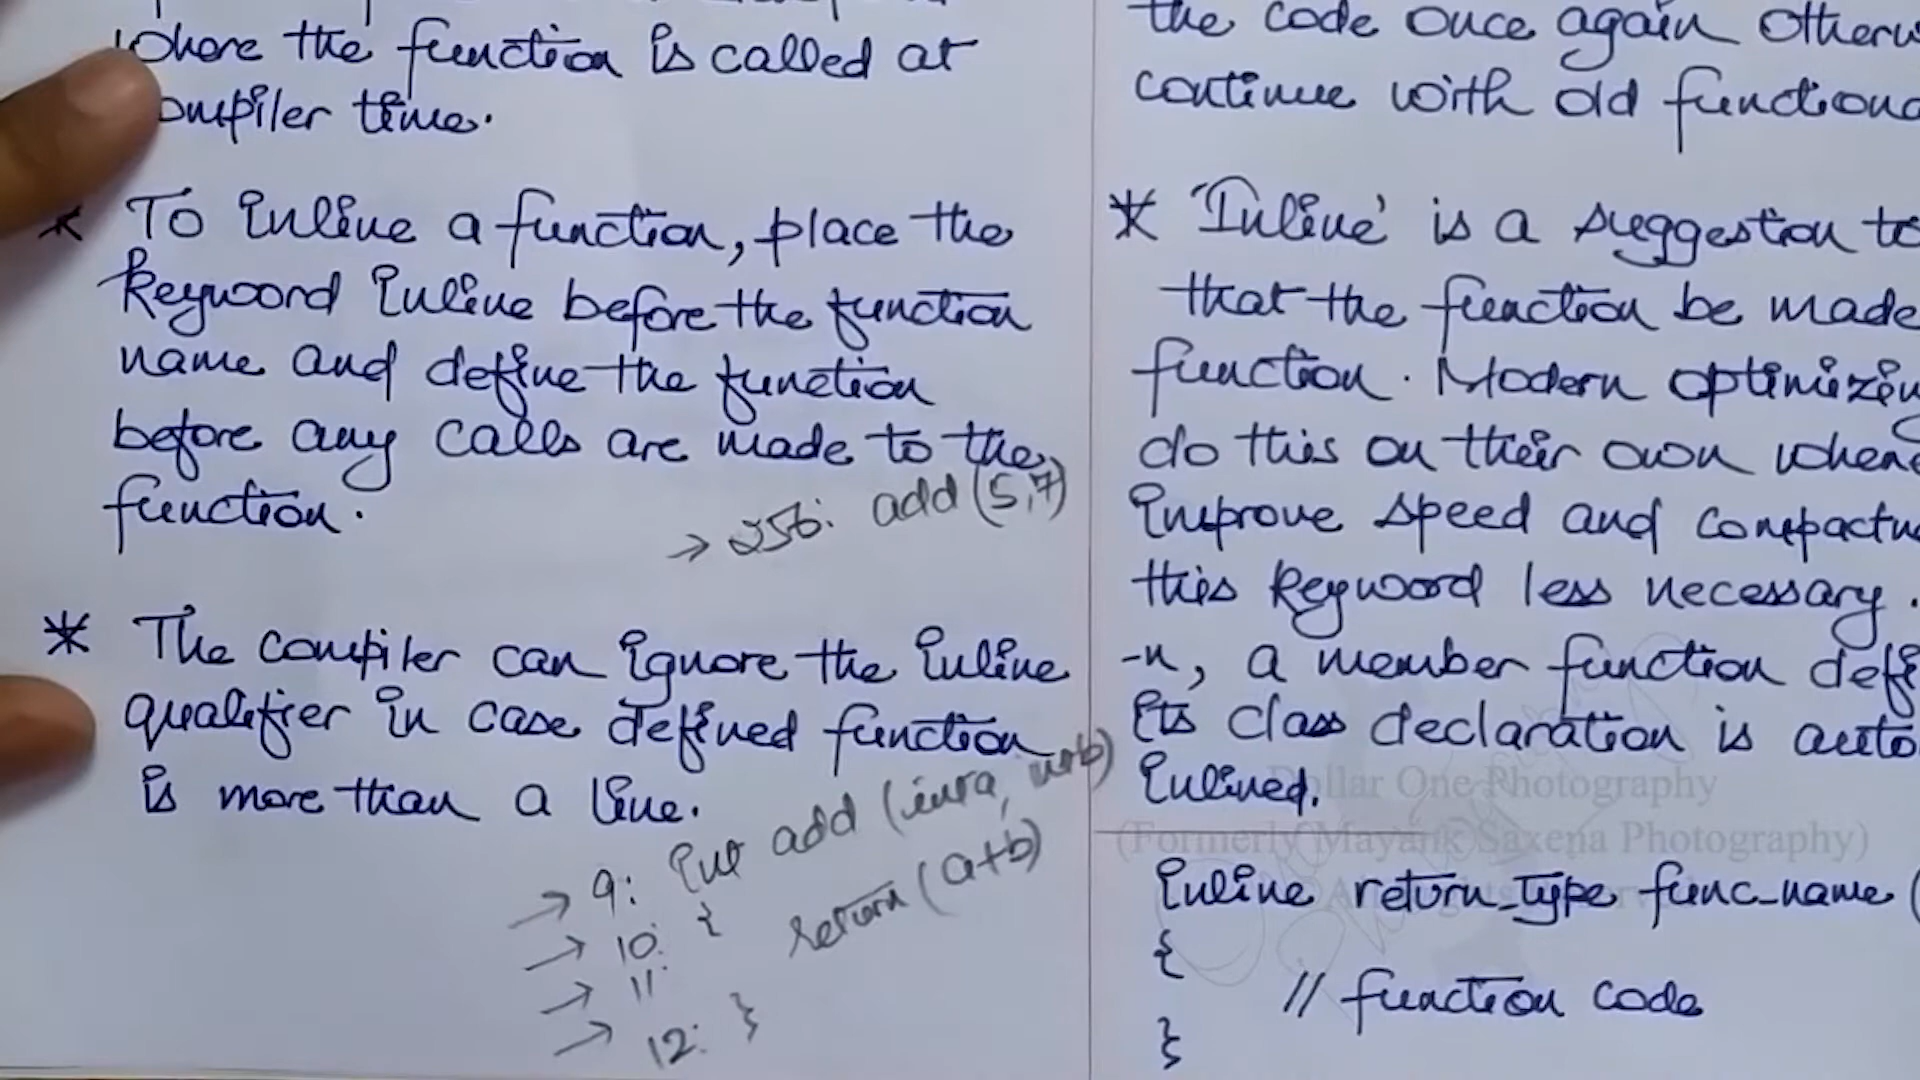 where the function is called at
compiler time.
* To inline a function, place the
keyword inline before the function
name and define the function
before any calls are made to the
function.
→ 256: add (5,7)
* The compiler can ignore the inline
qualifier in case defined function
is more than a line.
→ 9: int add (int a, int b)
→ 10: {
→ 11 return (a+b)
→ 12: }
the code once again otherw
continue with old functiona
* 'Inline' is a suggestion to
that the function be made
function. Modern optimizing
do this on their own where
improve speed and compactn
this keyword less necessary.
-n, a member function defi
its class declaration is auto
inlined.
Dollar One Photography
(Formerly Mayank Saxena Photography)
inline return_type func_name (
{
// function code
}